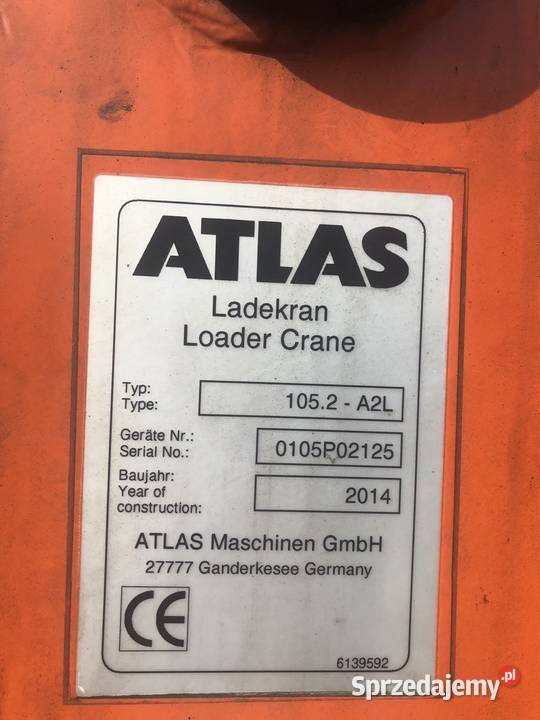 ATLAS
Ladekran
Loader Crane
Typ:
Type:
105.2 - A2L
Geräte Nr.:
Serial No.:
0105P02125
Baujahr:
Year of
construction:
2014
ATLAS Maschinen GmbH
27777 Ganderkesee Germany
CE
6139592
Sprzedajemy.pl